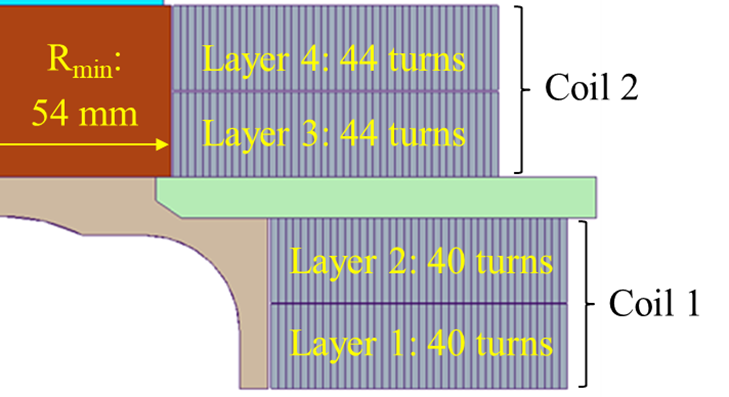 R_min:
54 mm
Layer 4: 44 turns
Layer 3: 44 turns
Coil 2
Layer 2: 40 turns
Layer 1: 40 turns
Coil 1